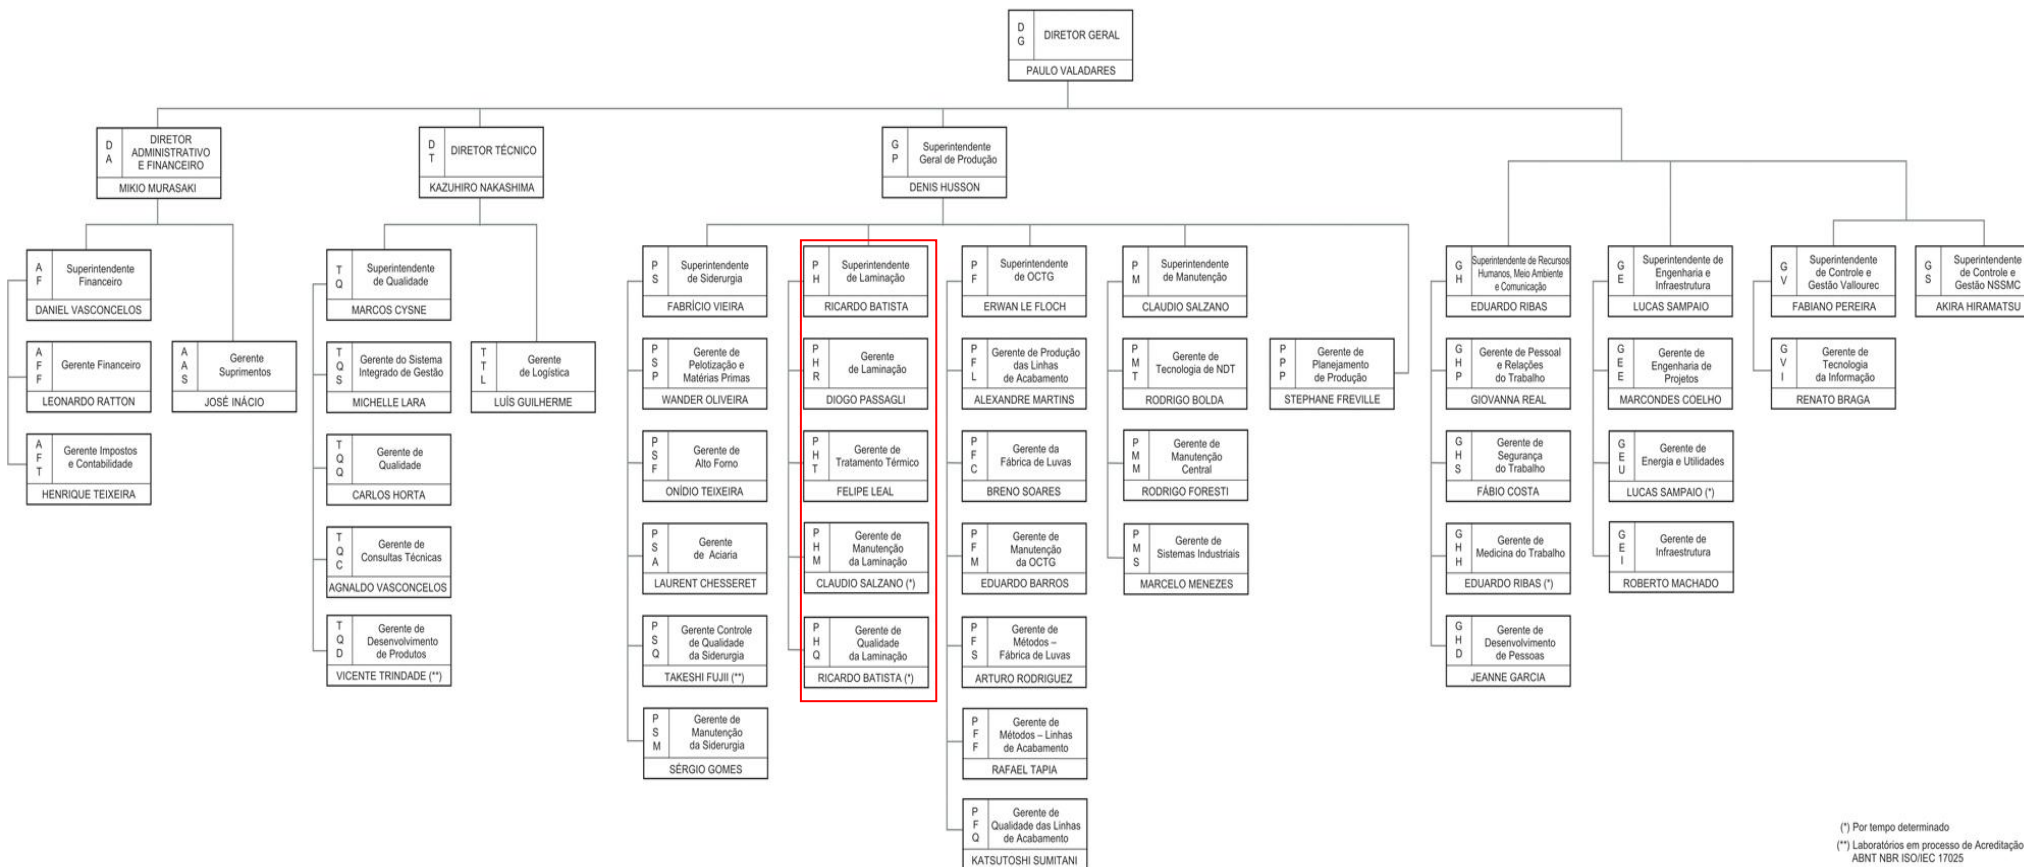 D
G
DIRETOR GERAL
PAULO VALADARES
D
A
DIRETOR
ADMINISTRATIVO
E FINANCEIRO
MIKIO MURASAKI
D
T
DIRETOR TÉCNICO
KAZUHIRO NAKASHIMA
G
P
Superintendente
Geral de Produção
DENIS HUSSON
A
F
Superintendente
Financeiro
DANIEL VASCONCELOS
A
F
F
Gerente Financeiro
LEONARDO RATTON
A
F
T
Gerente Impostos
e Contabilidade
HENRIQUE TEIXEIRA
A
A
S
Gerente
Suprimentos
JOSÉ INÁCIO
T
Q
Superintendente
de Qualidade
MARCOS CYSNE
T
Q
S
Gerente do Sistema
Integrado de Gestão
MICHELLE LARA
T
Q
Q
Gerente de
Qualidade
CARLOS HORTA
T
Q
C
Gerente de
Consultas Técnicas
AGNALDO VASCONCELOS
T
Q
D
Gerente de
Desenvolvimento
de Produtos
VICENTE TRINDADE (**)
T
T
L
Gerente
de Logística
LUÍS GUILHERME
P
S
Superintendente
de Siderurgia
FABRÍCIO VIEIRA
P
S
P
Gerente de
Pelotização e
Matérias Primas
WANDER OLIVEIRA
P
S
F
Gerente de
Alto Forno
ONÍDIO TEIXEIRA
P
S
A
Gerente
de Aciaria
LAURENT CHESSERET
P
S
Q
Gerente Controle
de Qualidade
da Siderurgia
TAKESHI FUJII (**)
P
S
M
Gerente de
Manutenção
da Siderurgia
SÉRGIO GOMES
P
H
Superintendente
de Laminação
RICARDO BATISTA
P
H
R
Gerente
de Laminação
DIOGO PASSAGLI
P
H
T
Gerente de
Tratamento Térmico
FELIPE LEAL
P
H
M
Gerente de
Manutenção
da Laminação
CLAUDIO SALZANO (*)
P
H
Q
Gerente de
Qualidade
da Laminação
RICARDO BATISTA (*)
P
F
Superintendente
de OCTG
ERWAN LE FLOCH
P
F
L
Gerente de Produção
das Linhas
de Acabamento
ALEXANDRE MARTINS
P
F
C
Gerente da
Fábrica de Luvas
BRENO SOARES
P
F
M
Gerente de
Manutenção
da OCTG
EDUARDO BARROS
P
F
S
Gerente de
Métodos –
Fábrica de Luvas
ARTURO RODRIGUEZ
P
F
F
Gerente de
Métodos – Linhas
de Acabamento
RAFAEL TAPIA
P
F
Q
Gerente de
Qualidade das Linhas
de Acabamento
KATSUTOSHI SUMITANI
P
M
Superintendente
de Manutenção
CLAUDIO SALZANO
P
M
T
Gerente de
Tecnologia de NDT
RODRIGO BOLDA
P
M
M
Gerente de
Manutenção
Central
RODRIGO FORESTI
P
M
S
Gerente de
Sistemas Industriais
MARCELO MENEZES
P
P
P
Gerente de
Planejamento
de Produção
STEPHANE FREVILLE
G
H
Superintendente de Recursos
Humanos, Meio Ambiente
e Comunicação
EDUARDO RIBAS
G
H
P
Gerente de Pessoal
e Relações
do Trabalho
GIOVANNA REAL
G
H
S
Gerente de
Segurança
do Trabalho
FÁBIO COSTA
G
H
H
Gerente de
Medicina do Trabalho
EDUARDO RIBAS (*)
G
H
D
Gerente de
Desenvolvimento
de Pessoas
JEANNE GARCIA
G
E
Superintendente de
Engenharia e
Infraestrutura
LUCAS SAMPAIO
G
E
E
Gerente de
Engenharia de
Projetos
MARCONDES COELHO
G
E
U
Gerente de
Energia e Utilidades
LUCAS SAMPAIO (*)
G
E
I
Gerente de
Infraestrutura
ROBERTO MACHADO
G
V
Superintendente
de Controle e
Gestão Vallourec
FABIANO PEREIRA
G
V
I
Gerente de
Tecnologia
da Informação
RENATO BRAGA
G
S
Superintendente
de Controle e
Gestão NSSMC
AKIRA HIRAMATSU
(*) Por tempo determinado
(**) Laboratórios em processo de Acreditação
ABNT NBR ISO/IEC 17025